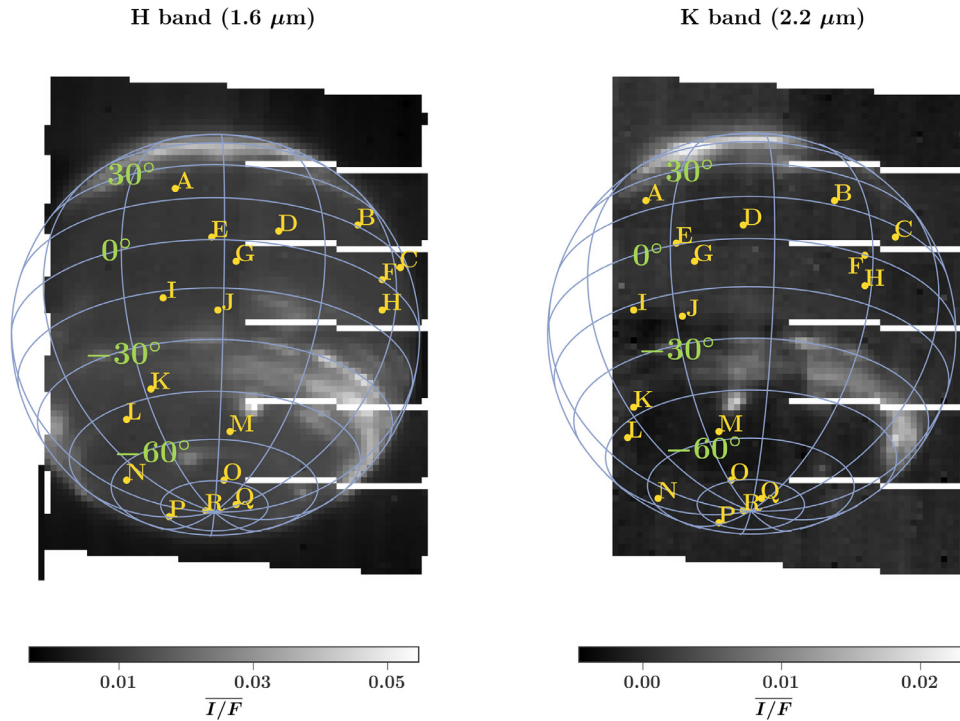 H band (1.6 μm)
K band (2.2 μm)
30°
A
B
E
D
0°
G
C
F
I
J
H
−30°
K
L
M
−60°
N
O
P
R
Q
0.01
0.03
0.05
I/F
30°
A
B
D
E
C
0°
G
F
H
I
J
−30°
K
L
M
−60°
O
N
Q
P
R
0.00
0.01
0.02
I/F